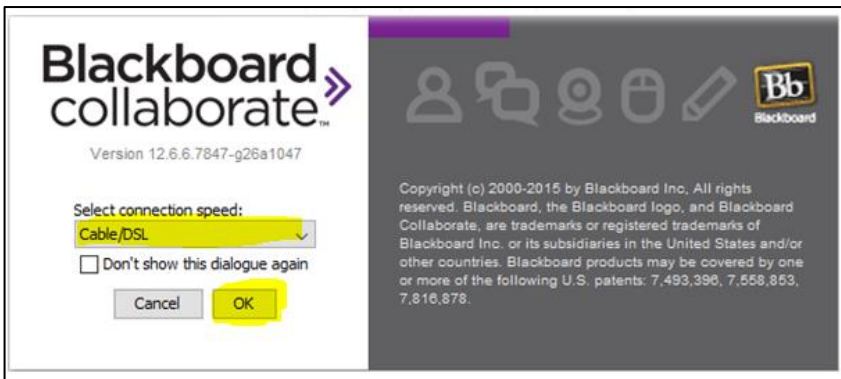 Blackboard
collaborate™
Version 12.6.6.7847-g26a1047
Select connection speed:
Cable/DSL
Don't show this dialogue again
Cancel
OK
Bb
Blackboard
Copyright (c) 2000-2015 by Blackboard Inc, All rights
reserved. Blackboard, the Blackboard logo, and Blackboard
Collaborate, are trademarks or registered trademarks of
Blackboard Inc. or its subsidiaries in the United States and/or
other countries. Blackboard products may be covered by one
or more of the following U.S. patents: 7,493,396, 7,558,853,
7,816,878.